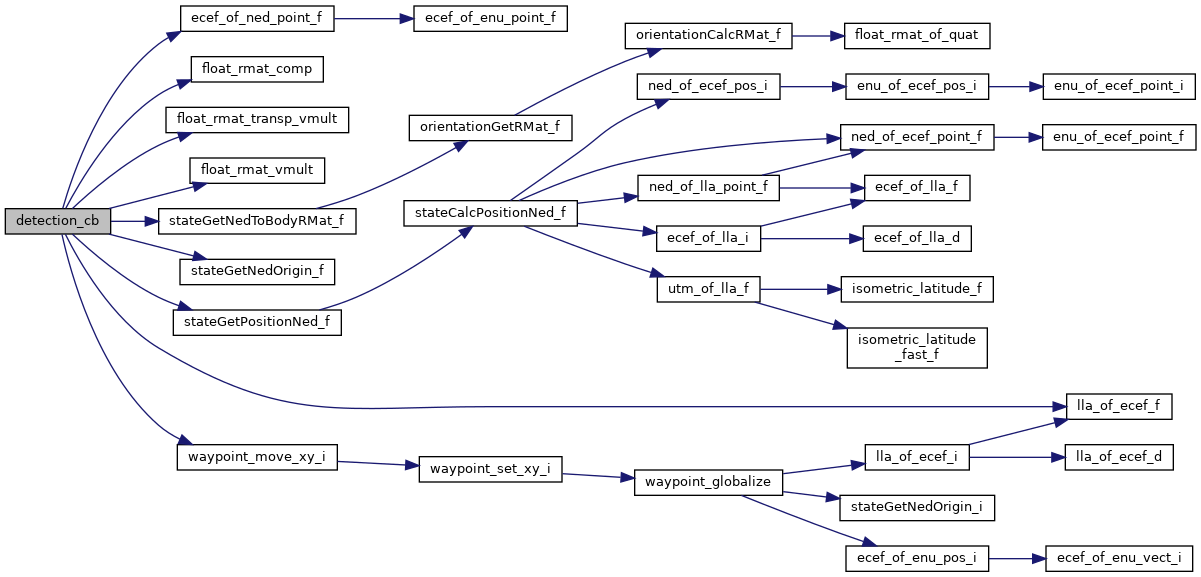 ecef_of_ned_point_f
ecef_of_enu_point_f
orientationCalcRMat_f
float_rmat_of_quat
float_rmat_comp
ned_of_ecef_pos_i
enu_of_ecef_pos_i
enu_of_ecef_point_i
float_rmat_transp_vmult
orientationGetRMat_f
ned_of_ecef_point_f
enu_of_ecef_point_f
float_rmat_vmult
ned_of_lla_point_f
ecef_of_lla_f
detection_cb
stateGetNedToBodyRMat_f
stateCalcPositionNed_f
ecef_of_lla_i
ecef_of_lla_d
stateGetNedOrigin_f
utm_of_lla_f
isometric_latitude_f
stateGetPositionNed_f
isometric_latitude
_fast_f
lla_of_ecef_f
waypoint_move_xy_i
waypoint_set_xy_i
waypoint_globalize
lla_of_ecef_i
lla_of_ecef_d
stateGetNedOrigin_i
ecef_of_enu_pos_i
ecef_of_enu_vect_i